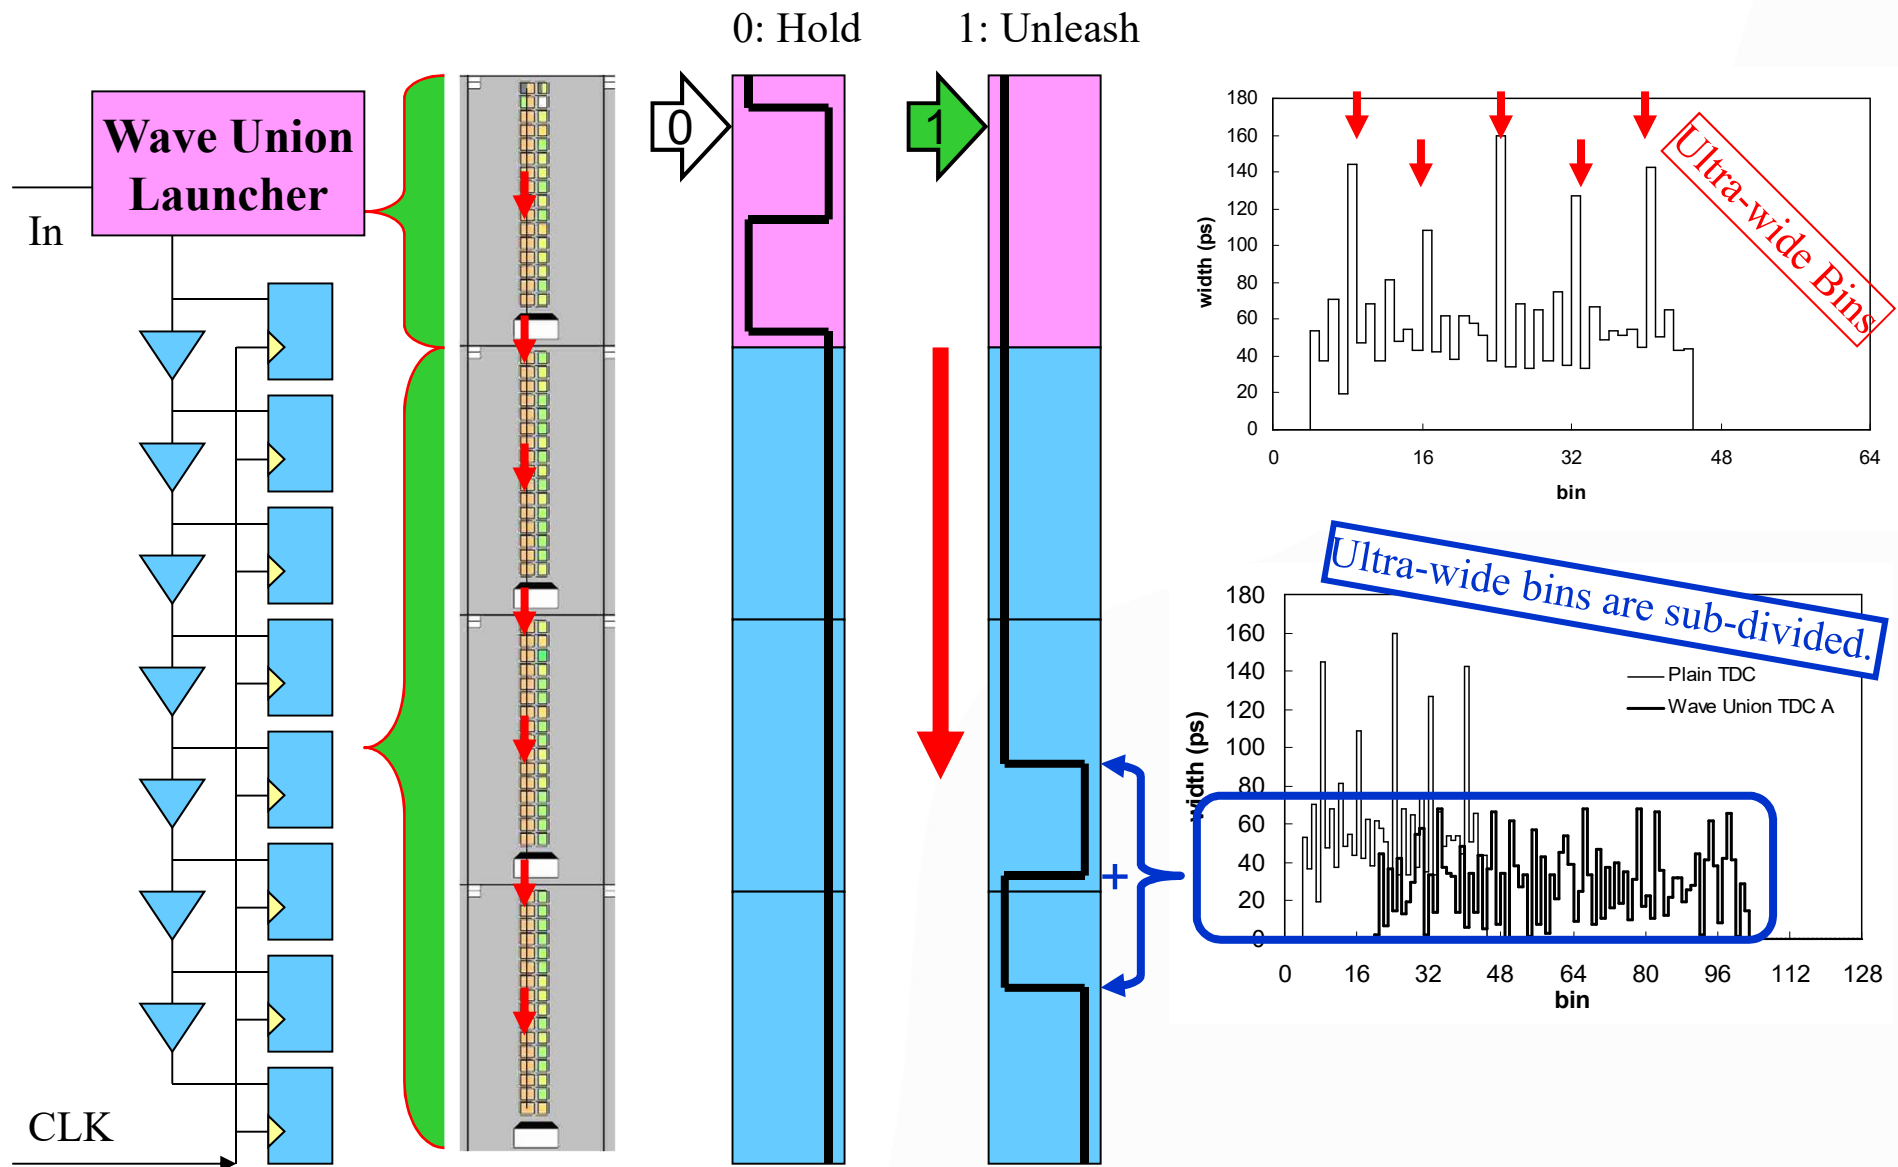 0: Hold
1: Unleash
Wave Union
Launcher
In
CLK
0
1
180
160
140
120
100
80
60
40
20
0
width (ps)
0 16 32 48 64
bin
Ultra-wide Bins
Ultra-wide bins are sub-divided.
180
160
140
120
100
80
60
40
20
0
width (ps)
Plain TDC
Wave Union TDC A
0 16 32 48 64 80 96 112 128
bin
+